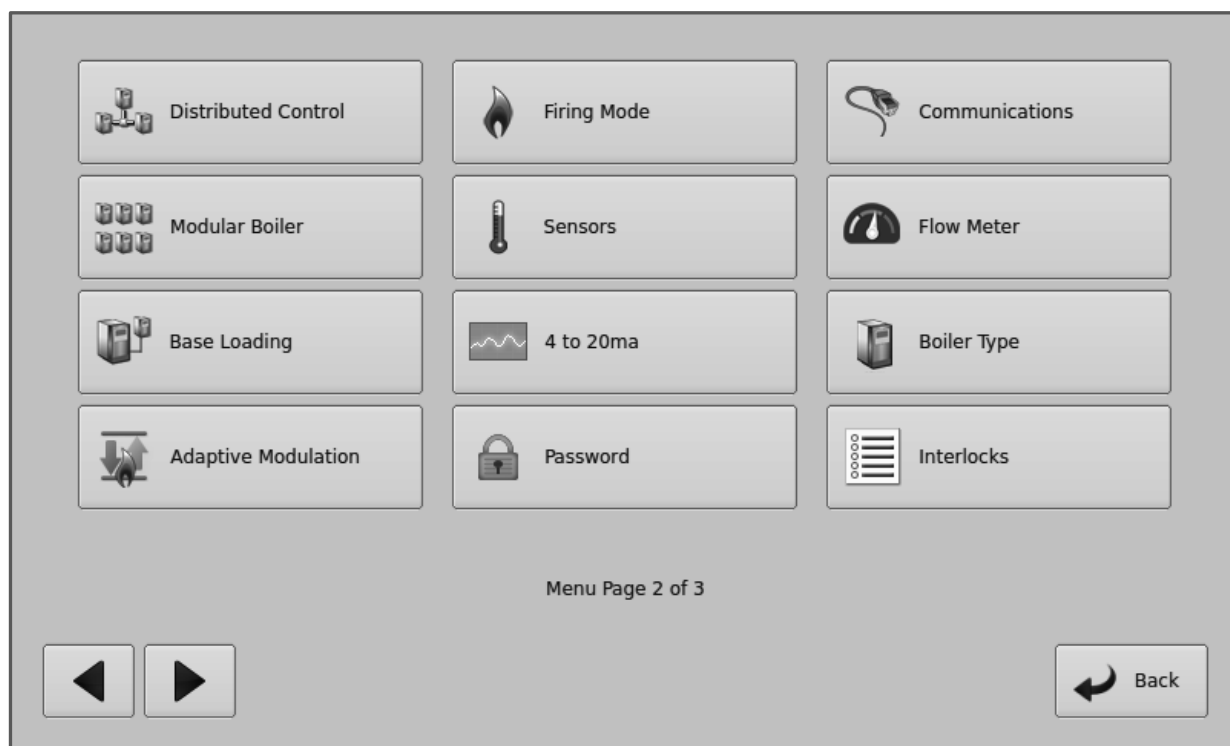 Distributed Control
Firing Mode
Communications
Modular Boiler
Sensors
Flow Meter
Base Loading
4 to 20ma
Boiler Type
Adaptive Modulation
Password
Interlocks
Menu Page 2 of 3
Back